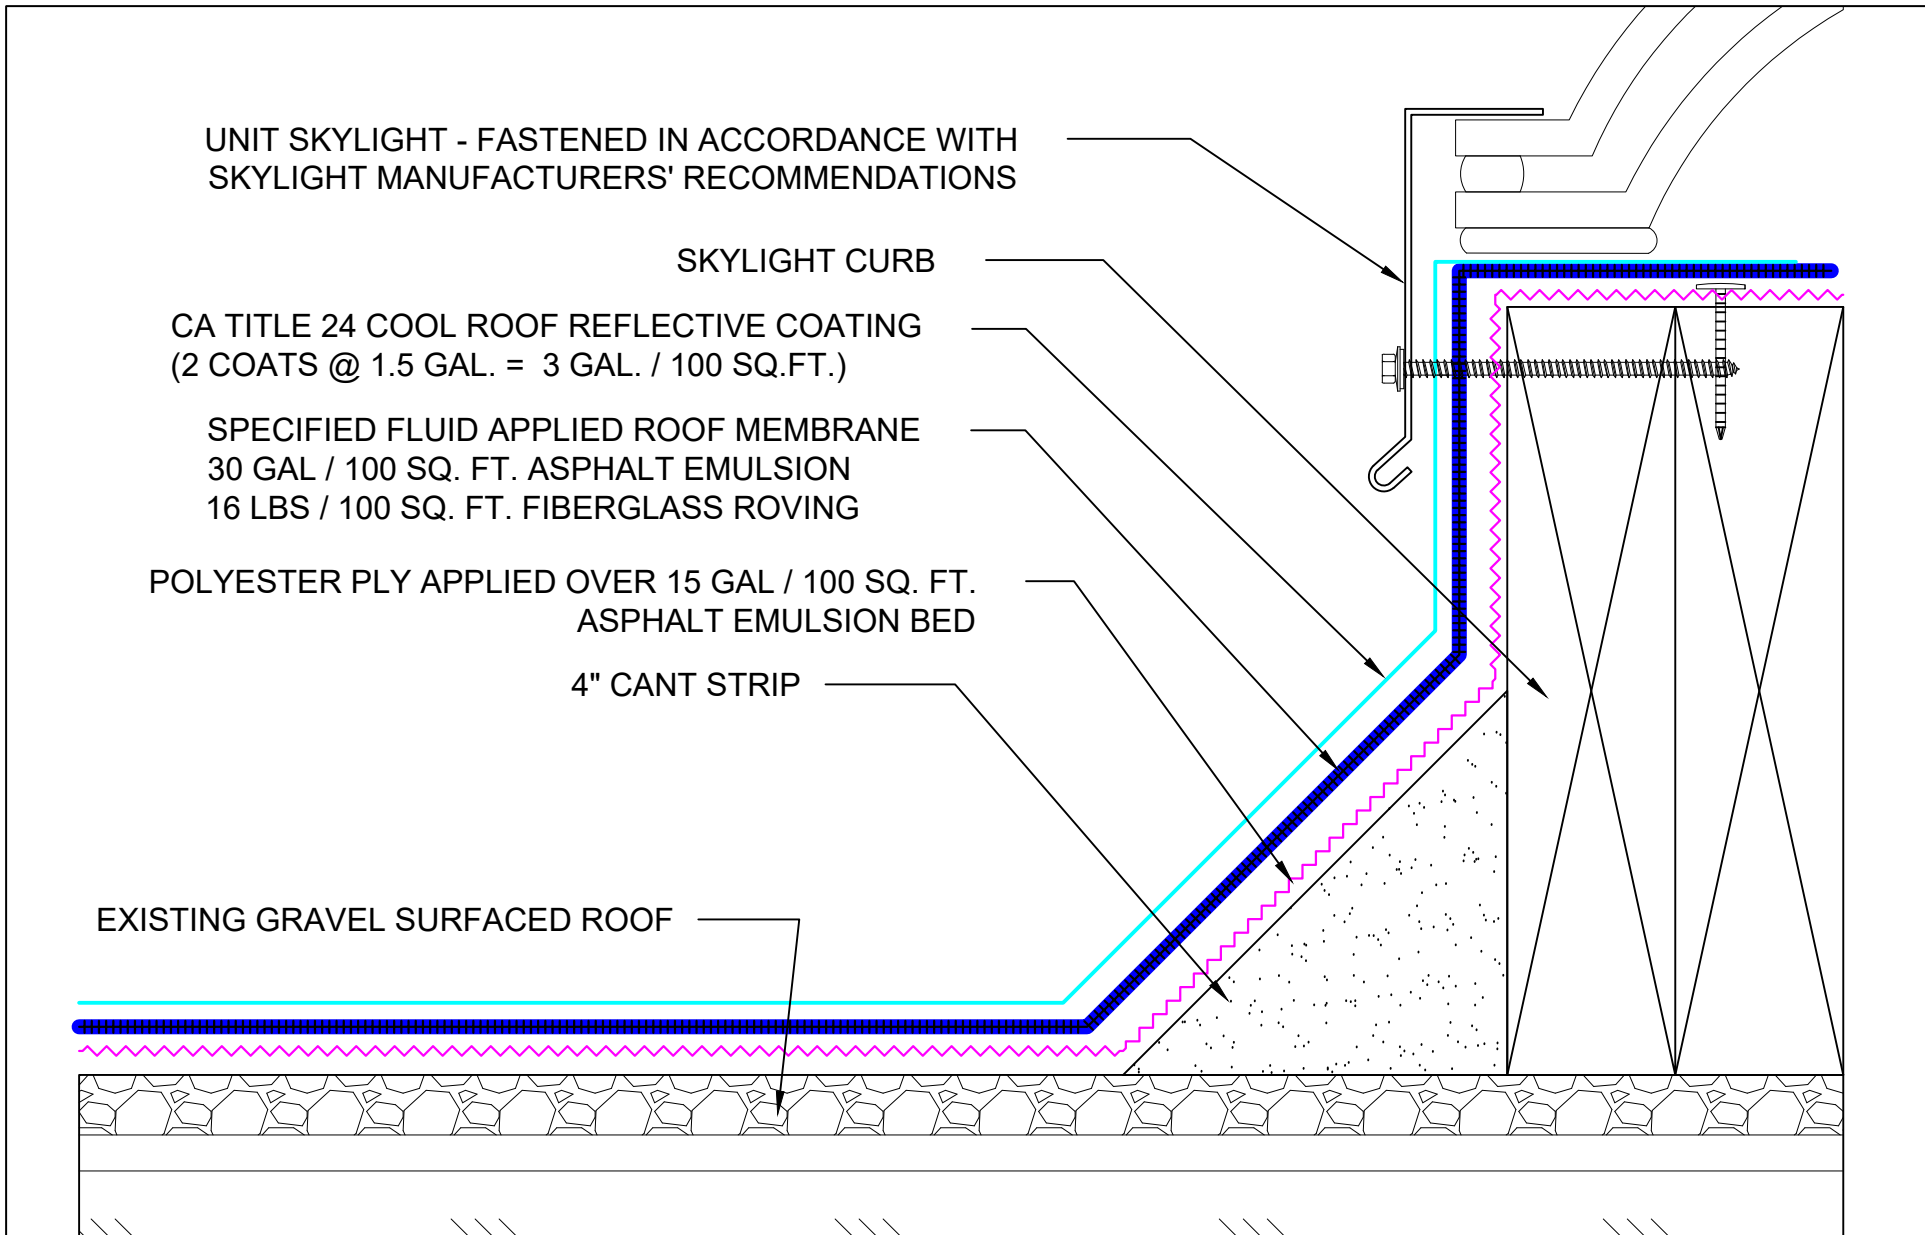 UNIT SKYLIGHT - FASTENED IN ACCORDANCE WITH
SKYLIGHT MANUFACTURERS' RECOMMENDATIONS
SKYLIGHT CURB
CA TITLE 24 COOL ROOF REFLECTIVE COATING
(2 COATS @ 1.5 GAL. =  3 GAL. / 100 SQ.FT.)
SPECIFIED FLUID APPLIED ROOF MEMBRANE
30 GAL / 100 SQ. FT. ASPHALT EMULSION
16 LBS / 100 SQ. FT. FIBERGLASS ROVING
POLYESTER PLY APPLIED OVER 15 GAL / 100 SQ. FT.
ASPHALT EMULSION BED
4" CANT STRIP
EXISTING GRAVEL SURFACED ROOF